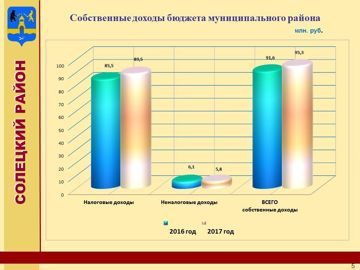 Собственные доходы бюджета муниципального района
млн. руб.
СОЛЕЦКИЙ РАЙОН
100
90
80
70
60
50
40
30
20
10
0
85,5
89,5
6,1
5,8
91,6
95,3
Налоговые доходы
Неналоговые доходы
ВСЕГО
собственные доходы
2016 год 2017 год
5